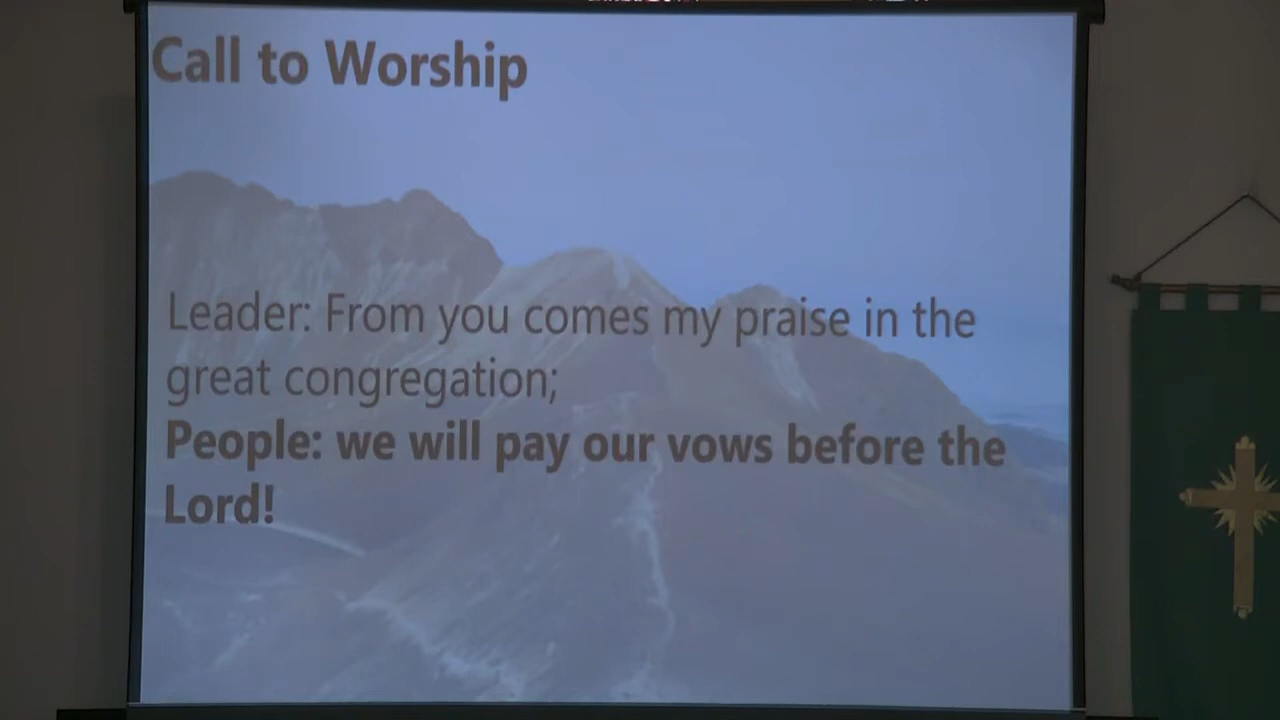 Call to Worship
Leader: From you comes my praise in the
great congregation;
People: we will pay our vows before the
Lord!